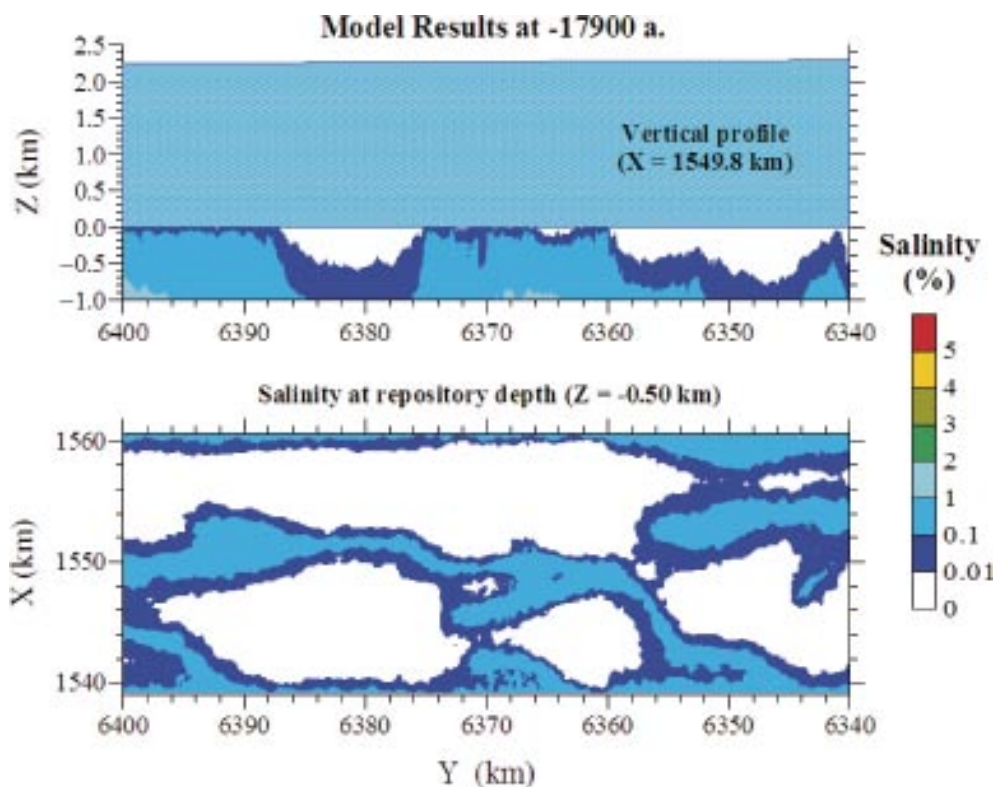 Model Results at -17900 a.
2.5
2.0
1.5
1.0
0.5
0.0
−0.5
−1.0
Z (km)
Vertical profile
(X = 1549.8 km)
6400 6390 6380 6370 6360 6350 6340
Salinity
(%)
5
4
3
2
1
0.1
0.01
0
Salinity at repository depth (Z = -0.50 km)
1560
1550
1540
X (km)
6400 6390 6380 6370 6360 6350 6340
Y (km)